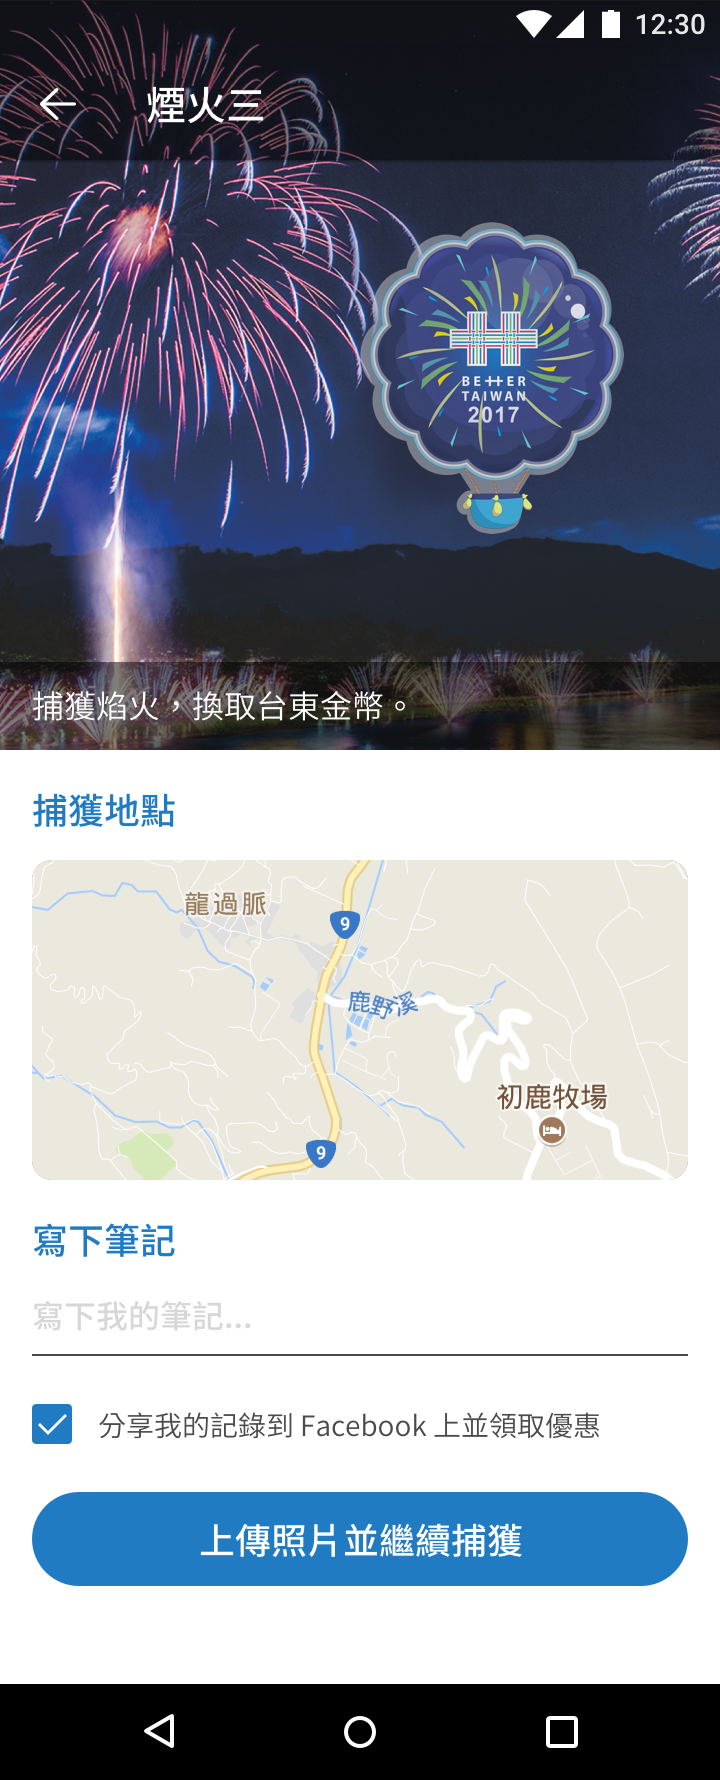 12:30
煙火三
BETTER
TAIWAN
2017
捕獲焰火，換取台東金幣。
捕獲地點
龍過脈
9
鹿野溪
初鹿牧場
9
寫下筆記
寫下我的筆記...
分享我的記錄到 Facebook 上並領取優惠
上傳照片並繼續捕獲